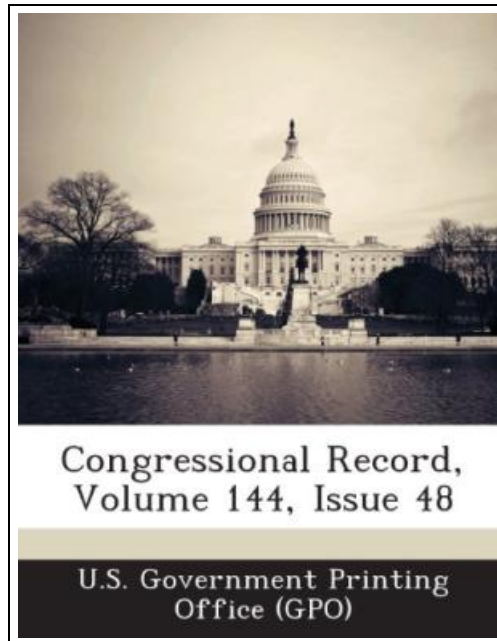 Congressional Record,
Volume 144, Issue 48
U.S. Government Printing
Office (GPO)